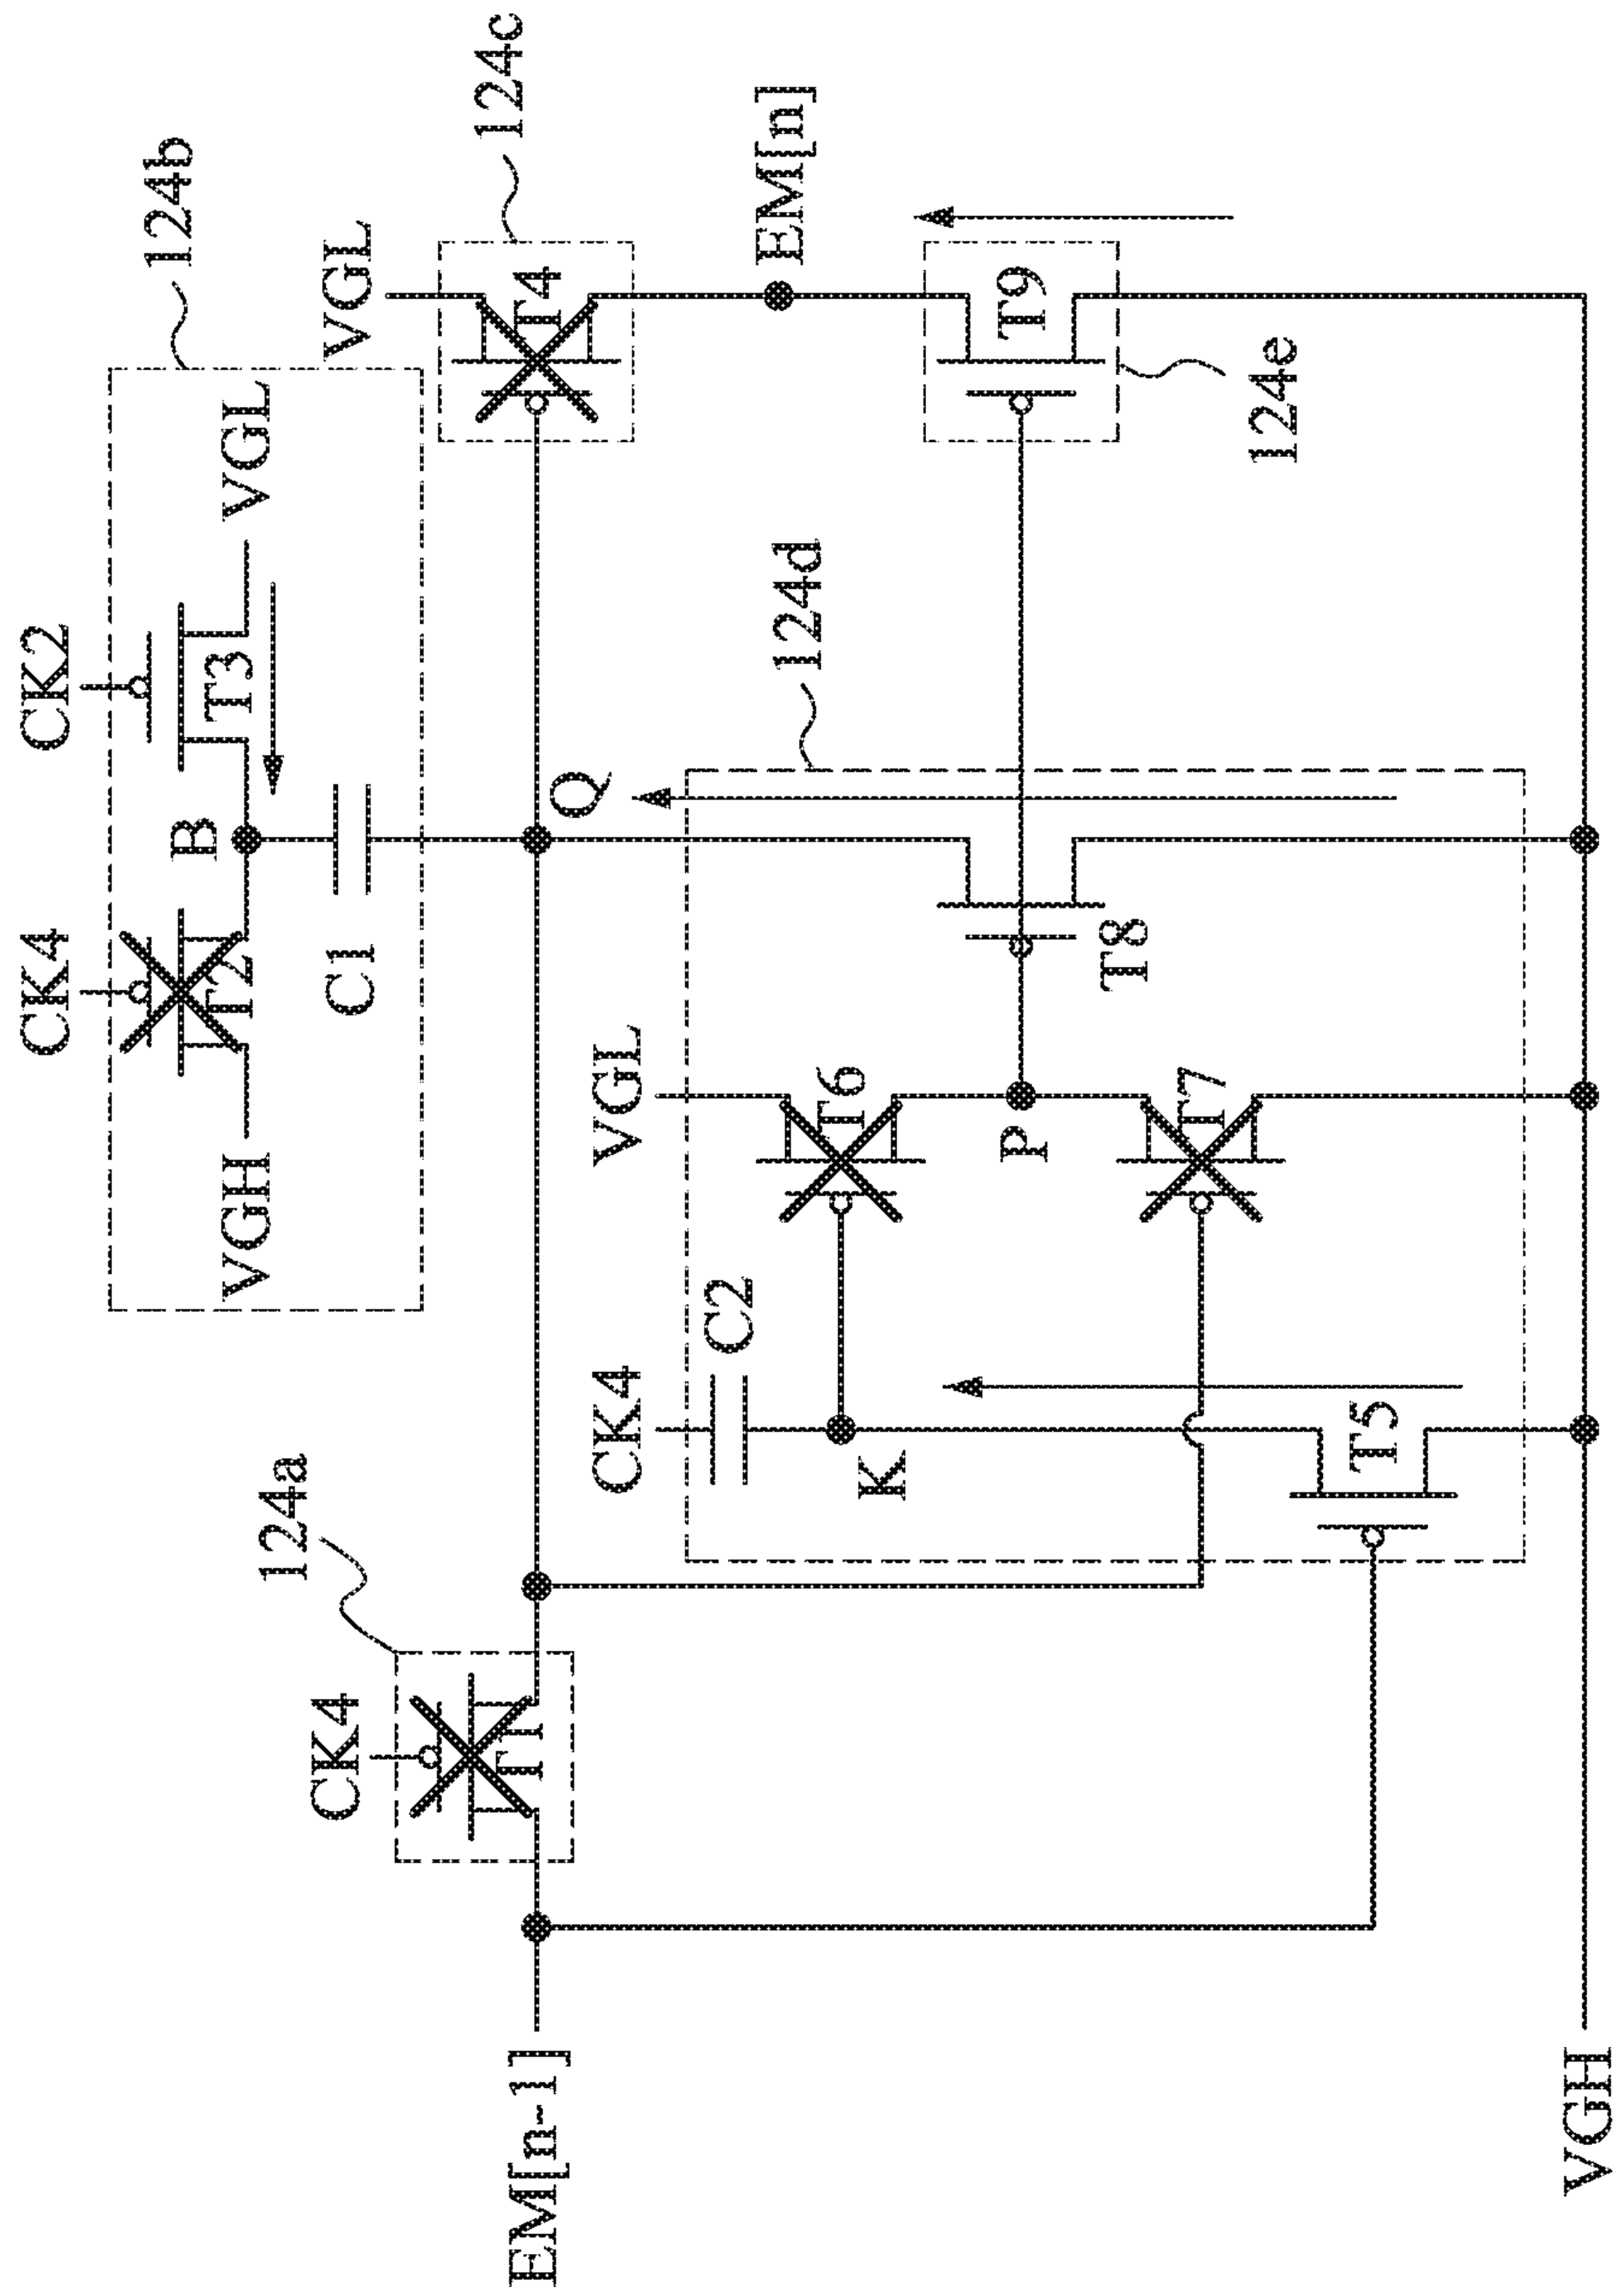 CK4
CK2
124b
VGH
T2
B
T3
VGL
C1
VGL
124c
T4
124a
CK4
T1
EM[n-1]
Q
EM[n]
CK4
C2
VGL
124d
T6
K
P
T7
T8
T9
124e
T5
VGH